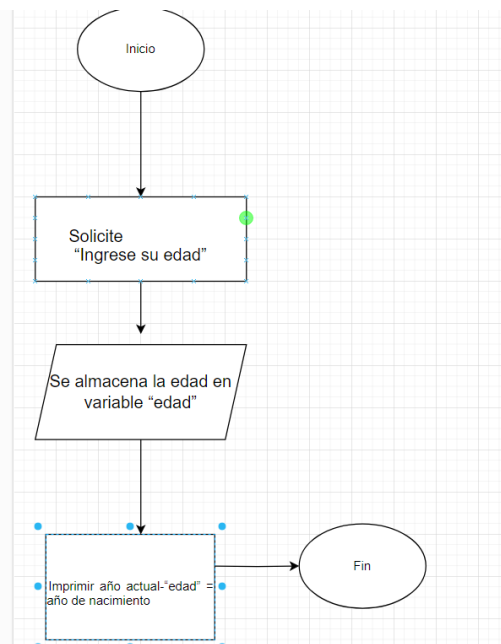 Inicio
Solicite
“Ingrese su edad”
Se almacena la edad en
variable “edad”
Imprimir año actual-“edad” =
año de nacimiento
Fin